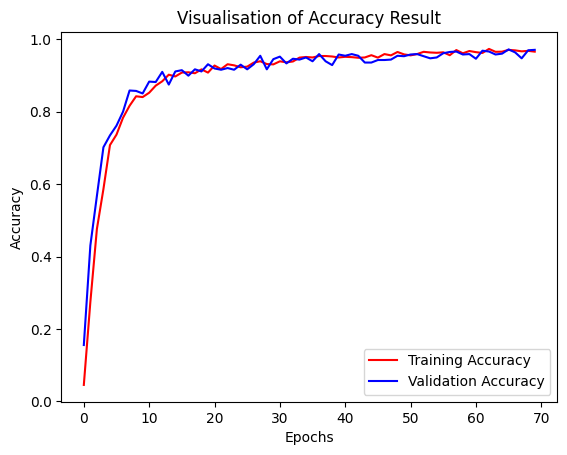 Visualisation of Accuracy Result
Accuracy
1.0
0.8
0.6
0.4
0.2
0.0
0 10 20 30 40 50 60 70
Epochs
Training Accuracy
Validation Accuracy